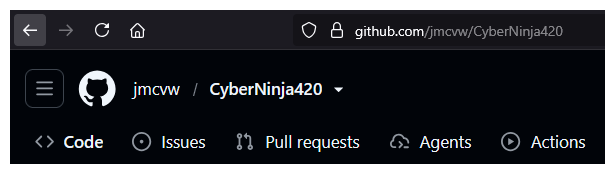 github.com/jmcvw/CyberNinja420
jmcvw / CyberNinja420
Code Issues Pull requests Agents Actions